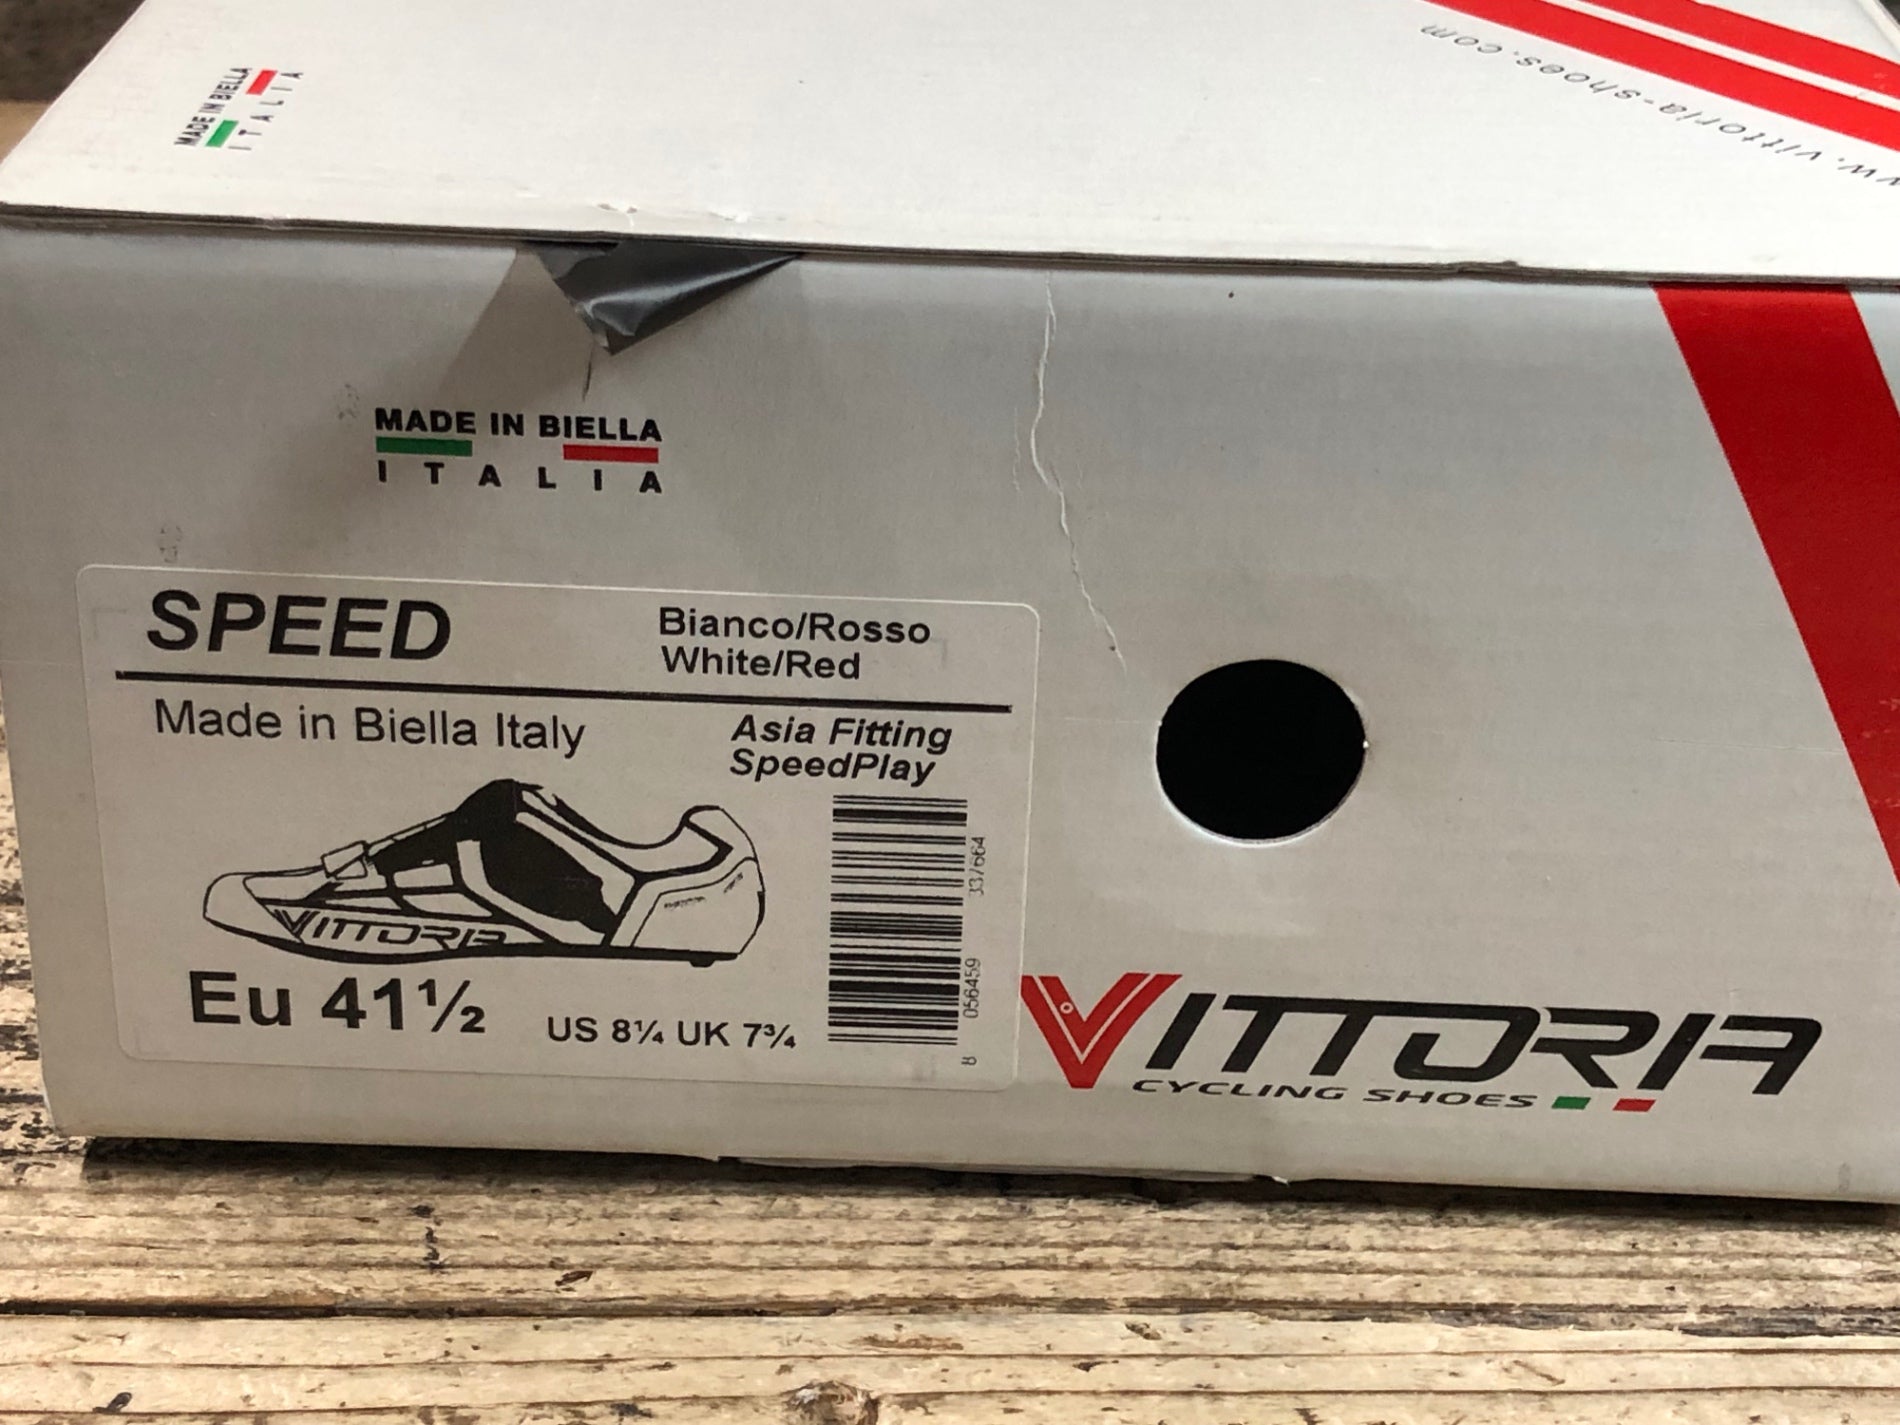 MADE IN BIELLA
ITALIA
w.vittoria-shoes.com
MADE IN BIELLA
ITALIA
SPEED
Bianco/Rosso
White/Red
Made in Biella Italy
Asia Fitting
SpeedPlay
VITTORIA
Eu 41½
US 8¼ UK 7¾
8 056459 337664
VITTORIA
CYCLING SHOES